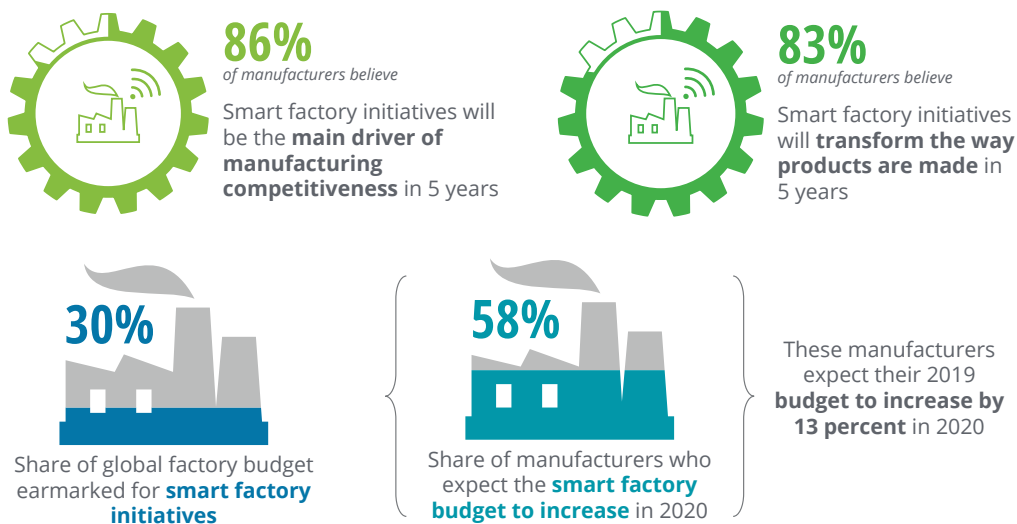 86%
of manufacturers believe
Smart factory initiatives will
be the main driver of
manufacturing
competitiveness in 5 years
83%
of manufacturers believe
Smart factory initiatives
will transform the way
products are made in
5 years
30%
Share of global factory budget
earmarked for smart factory
initiatives
58%
Share of manufacturers who
expect the smart factory
budget to increase in 2020
These manufacturers
expect their 2019
budget to increase by
13 percent in 2020